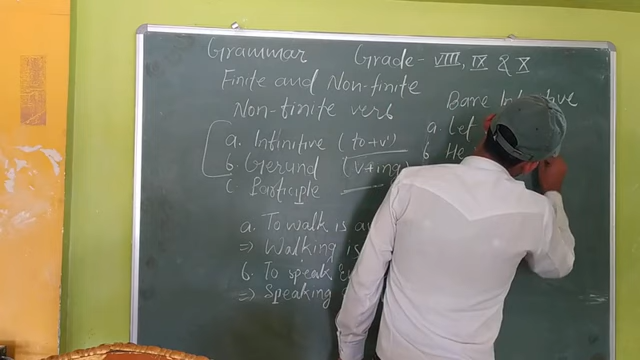 Grammar Grade - VIII, IX & X
Finite and Non-finite
Non-finite verb
a. Infinitive (to+v')
b. Gerund (v+ing)
c. Participle
a. To walk is
=> Walking is
b. To speak
=> Speaking
Bare
a. Let
b. He